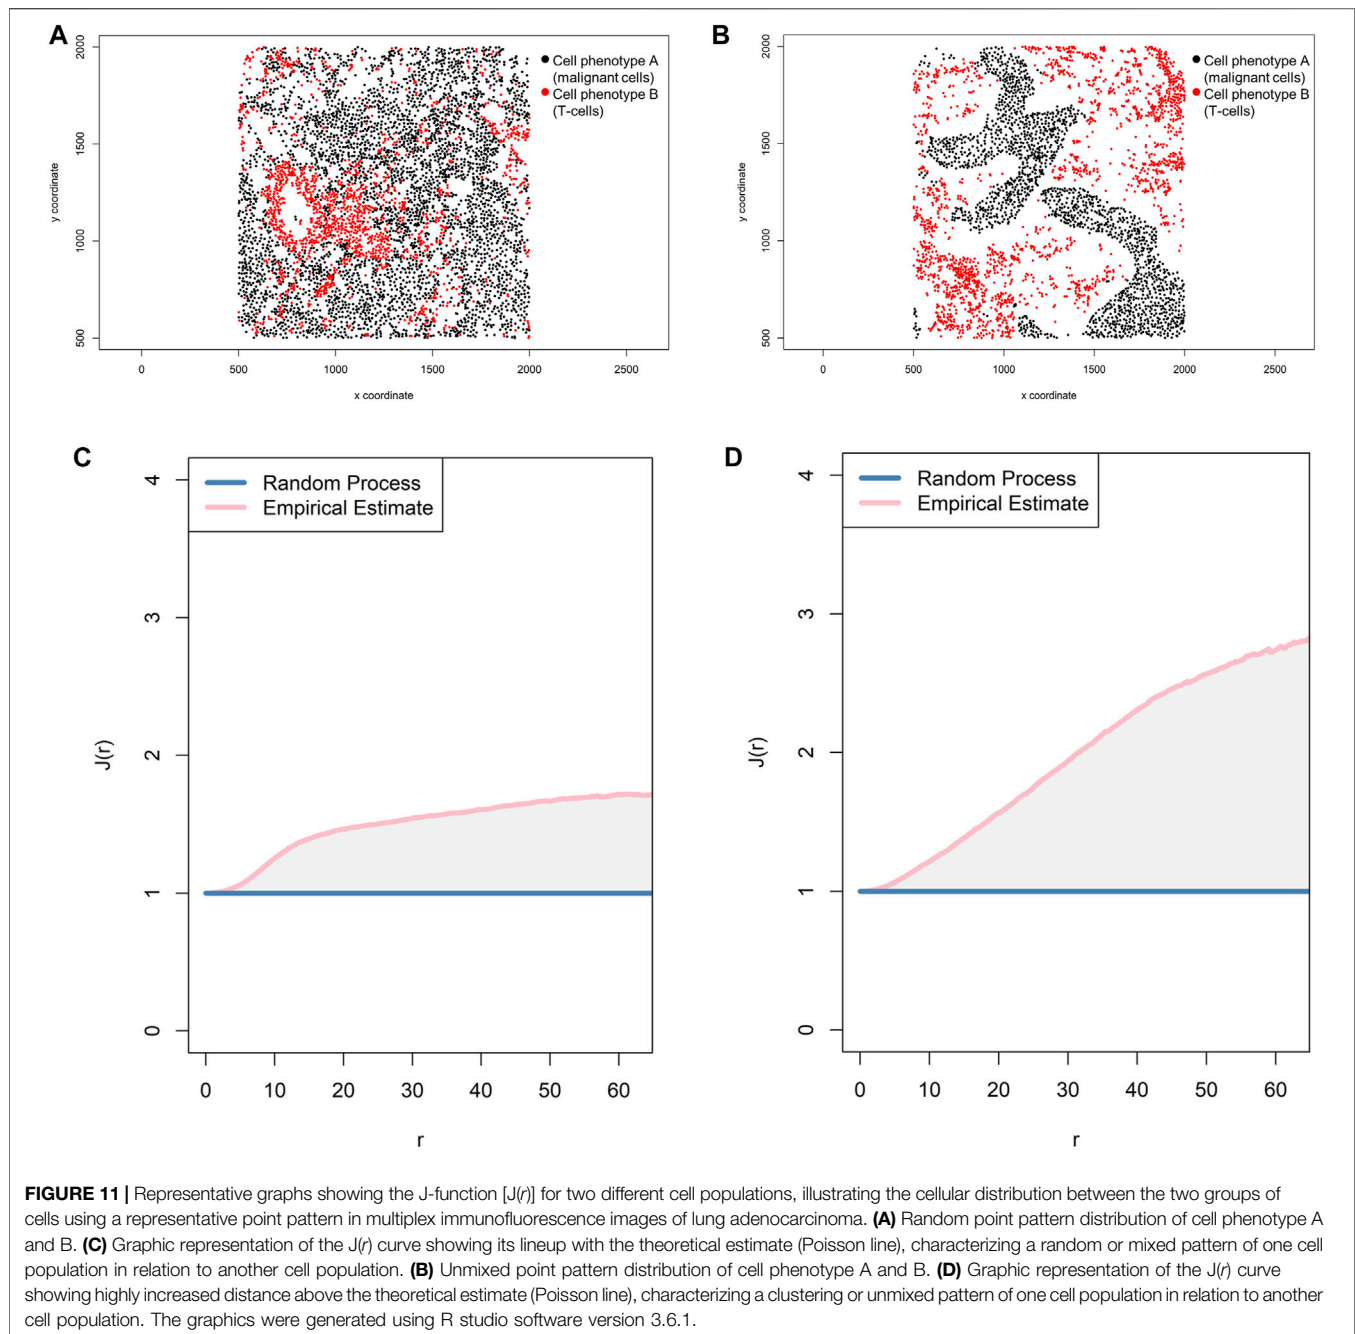 A
2000
1500
1000
500
y coordinate
Cell phenotype A
(malignant cells)
Cell phenotype B
(T-cells)
0
500
1000
1500
2000
2500
x coordinate
B
2000
1500
1000
500
y coordinate
Cell phenotype A
(malignant cells)
Cell phenotype B
(T-cells)
0
500
1000
1500
2000
2500
x coordinate
C
Random Process
Empirical Estimate
4
3
2
1
0
J(r)
0
10
20
30
40
50
60
r
D
Random Process
Empirical Estimate
4
3
2
1
0
J(r)
0
10
20
30
40
50
60
r
FIGURE 11 | Representative graphs showing the J-function [J(r)] for two different cell populations, illustrating the cellular distribution between the two groups of
cells using a representative point pattern in multiplex immunofluorescence images of lung adenocarcinoma. (A) Random point pattern distribution of cell phenotype A
and B. (C) Graphic representation of the J(r) curve showing its lineup with the theoretical estimate (Poisson line), characterizing a random or mixed pattern of one cell
population in relation to another cell population. (B) Unmixed point pattern distribution of cell phenotype A and B. (D) Graphic representation of the J(r) curve
showing highly increased distance above the theoretical estimate (Poisson line), characterizing a clustering or unmixed pattern of one cell population in relation to another
cell population. The graphics were generated using R studio software version 3.6.1.